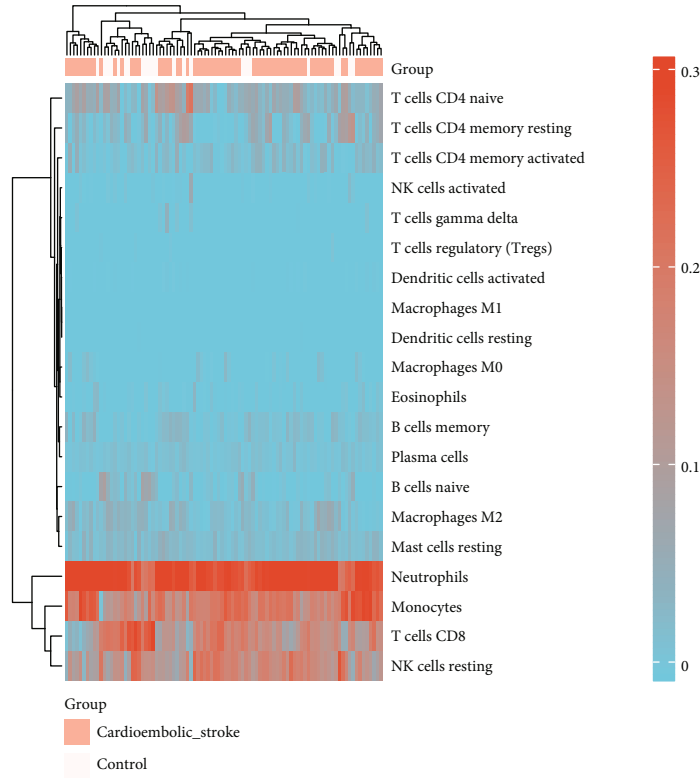 Group
T cells CD4 naive
T cells CD4 memory resting
T cells CD4 memory activated
NK cells activated
T cells gamma delta
T cells regulatory (Tregs)
Dendritic cells activated
Macrophages M1
Dendritic cells resting
Macrophages M0
Eosinophils
B cells memory
Plasma cells
B cells naive
Macrophages M2
Mast cells resting
Neutrophils
Monocytes
T cells CD8
NK cells resting
0.3
0.2
0.1
0
Group
Cardioembolic_stroke
Control